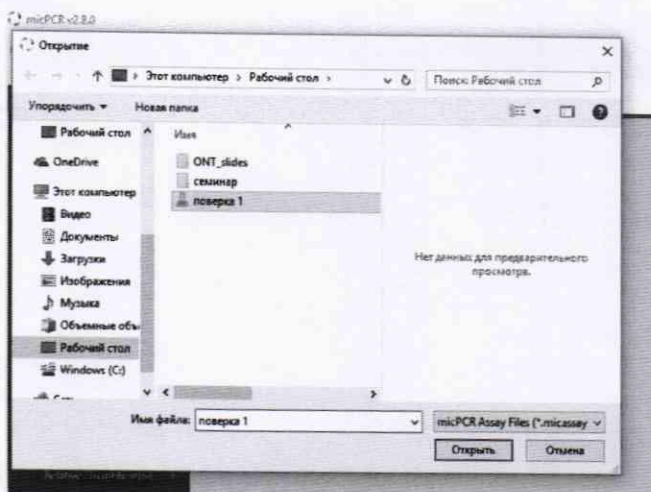 micPCR v2.8.0
Открытие
Этот компьютер > Рабочий стол >
Поиск: Рабочий стол
Упорядочить
Новая папка
Рабочий стол
OneDrive
Этот компьютер
Видео
Документы
Загрузки
Изображения
Музыка
Объемные объ
Рабочий стол
Windows (C:)
Имя
ONT_slides
семинар
поверка 1
Нет данных для предварительного
просмотра.
Имя файла: поверка 1
micPCR Assay Files (*.micassay
Открыть
Отмена